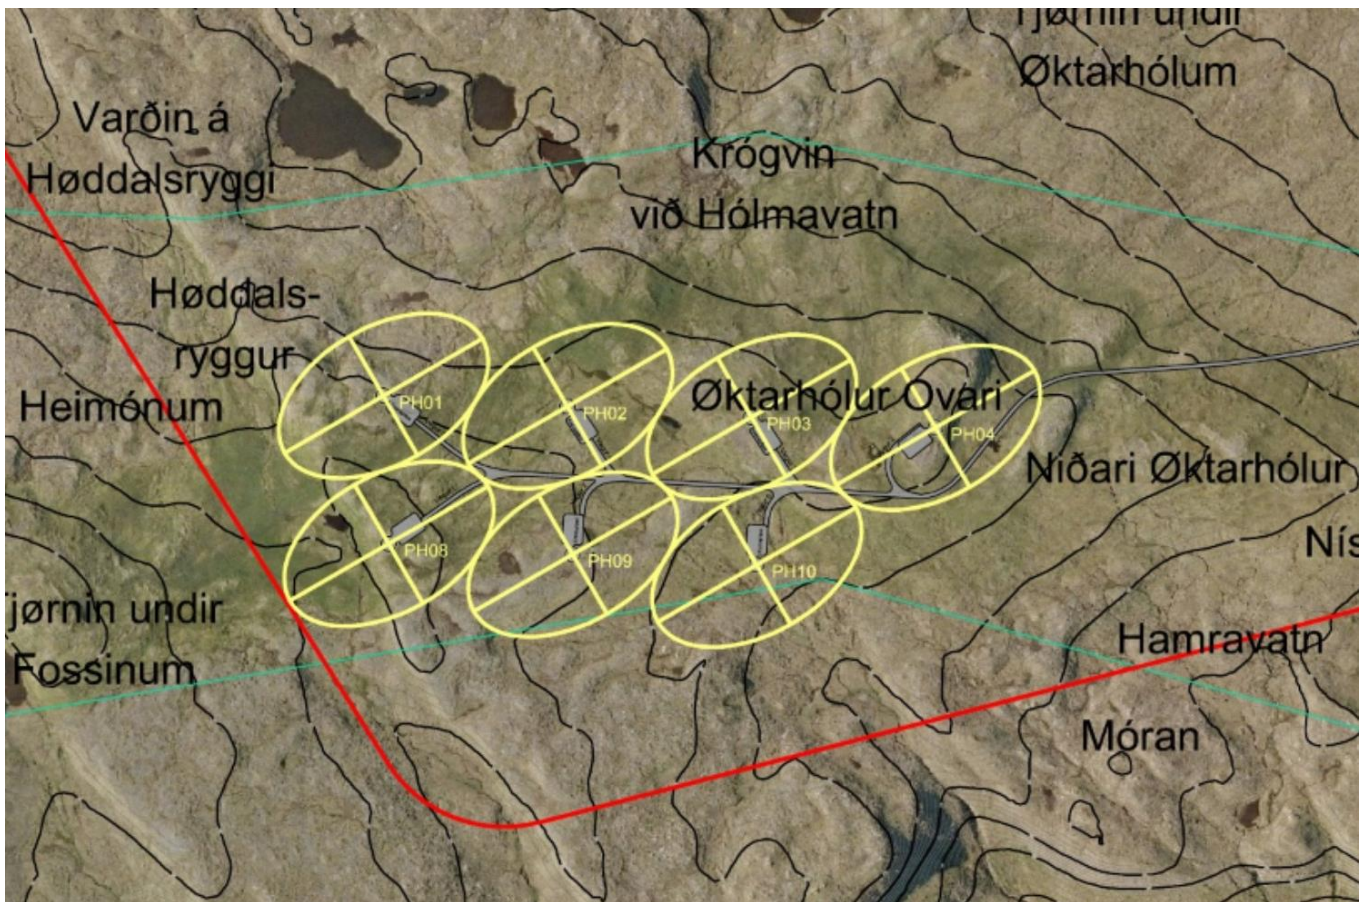 Tjørnin undir
Øktarhólum
Varðin á
Høddalsryggi
Krógvin
við Hólmavatn
Høddals-
ryggur
Heimónum
PH01
PH02
Øktarhólur Ovari
PH03
PH04
Niðari Øktarhólur
PH08
PH09
PH10
Tjørnin undir
Fossinum
Hamravatn
Móran